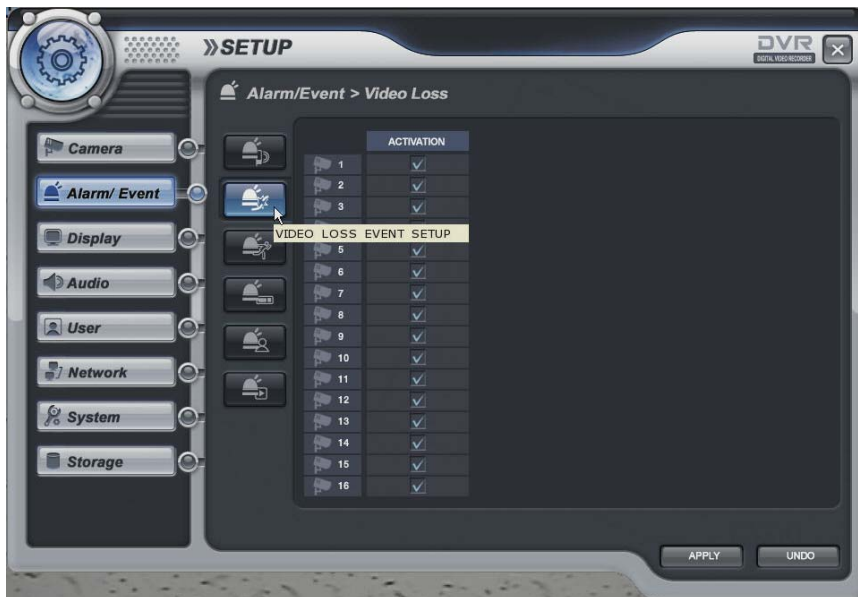 »SETUP
DVR
DIGITAL VIDEO RECORDER
Alarm/Event > Video Loss
Camera
Alarm/ Event
Display
Audio
User
Network
System
Storage
ACTIVATION
1
2
3
VIDEO LOSS EVENT SETUP
5
6
7
8
9
10
11
12
13
14
15
16
APPLY
UNDO